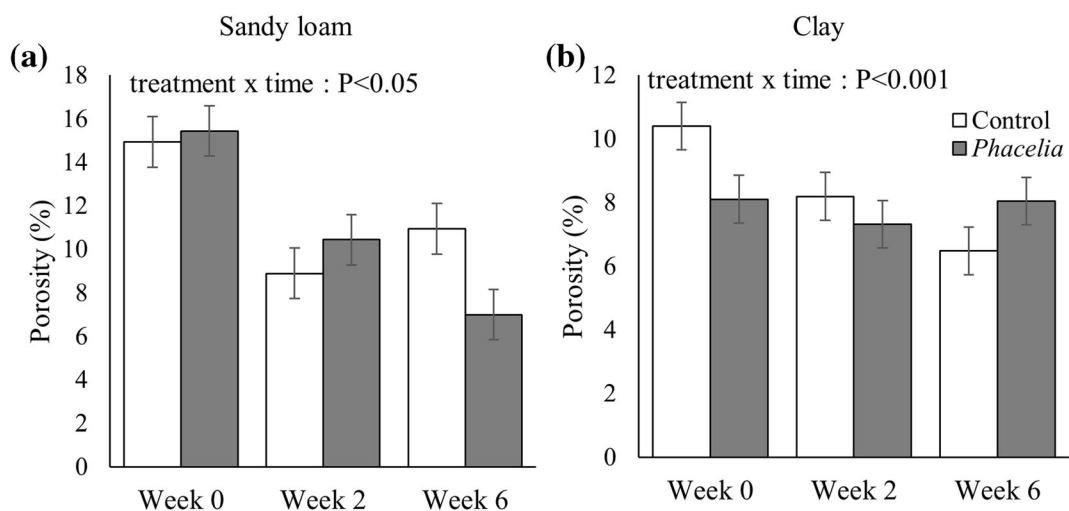 Sandy loam
(a)
treatment x time : P<0.05
Porosity (%)
18
16
14
12
10
8
6
4
2
0
Week 0
Week 2
Week 6
Clay
(b)
treatment x time : P<0.001
Control
Phacelia
Porosity (%)
12
10
8
6
4
2
0
Week 0
Week 2
Week 6